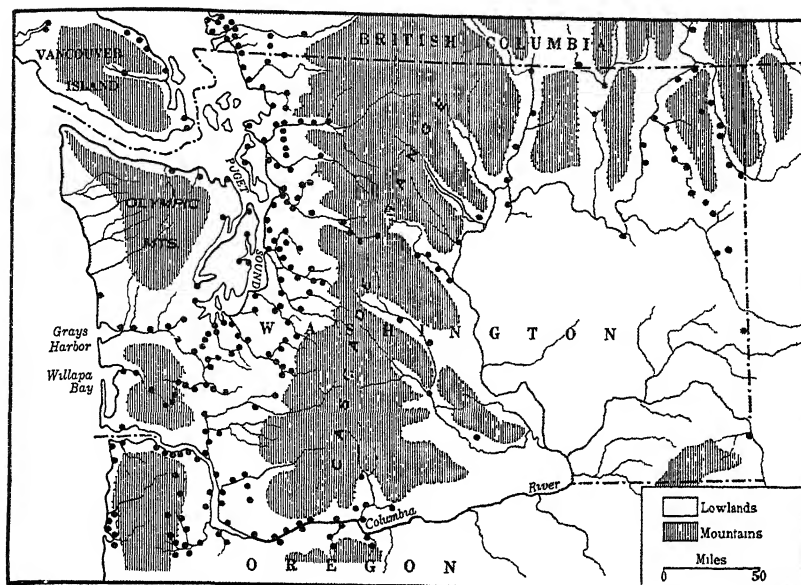 BRITISH COLUMBIA
VANCOUVER
ISLAND
CASCADE
PUGET
SOUND
OLYMPIC
MTS.
WASHINGTON
Grays
Harbor
Willapa
Bay
Columbia
River
OREGON
Lowlands
Mountains
Miles
0 50